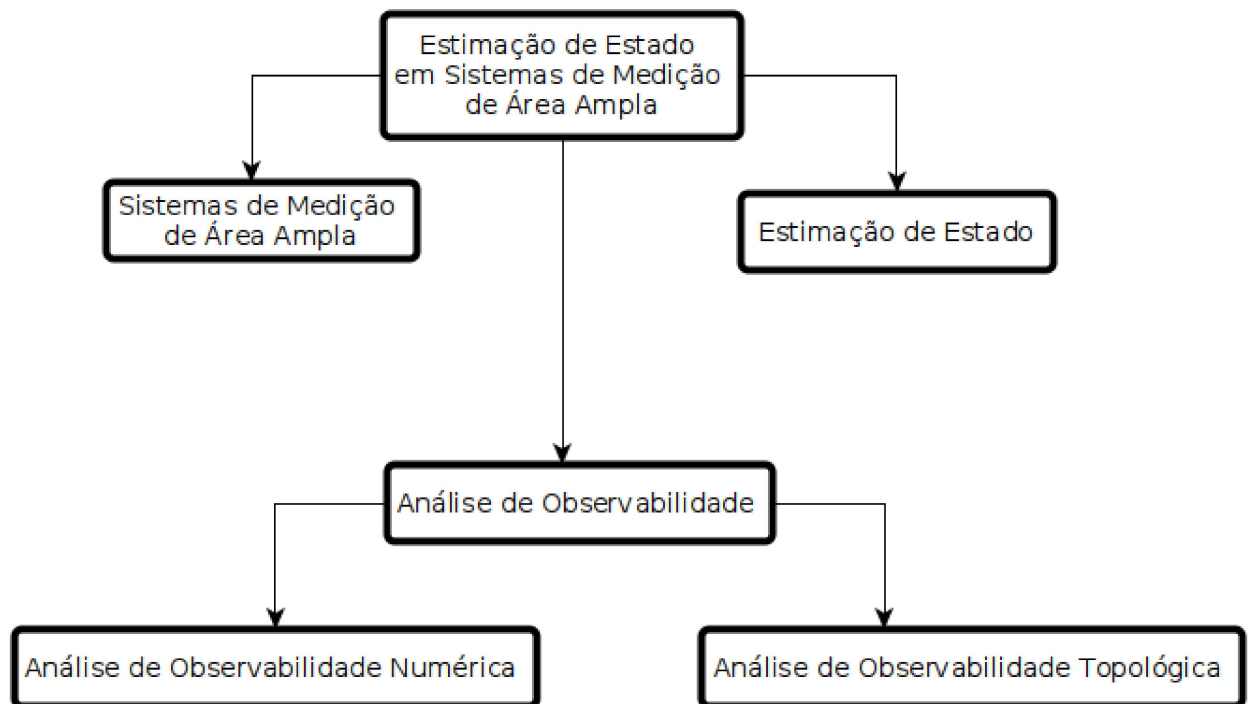 Estimação de Estado
em Sistemas de Medição
de Área Ampla
Sistemas de Medição
de Área Ampla
Estimação de Estado
Análise de Observabilidade
Análise de Observabilidade Numérica
Análise de Observabilidade Topológica